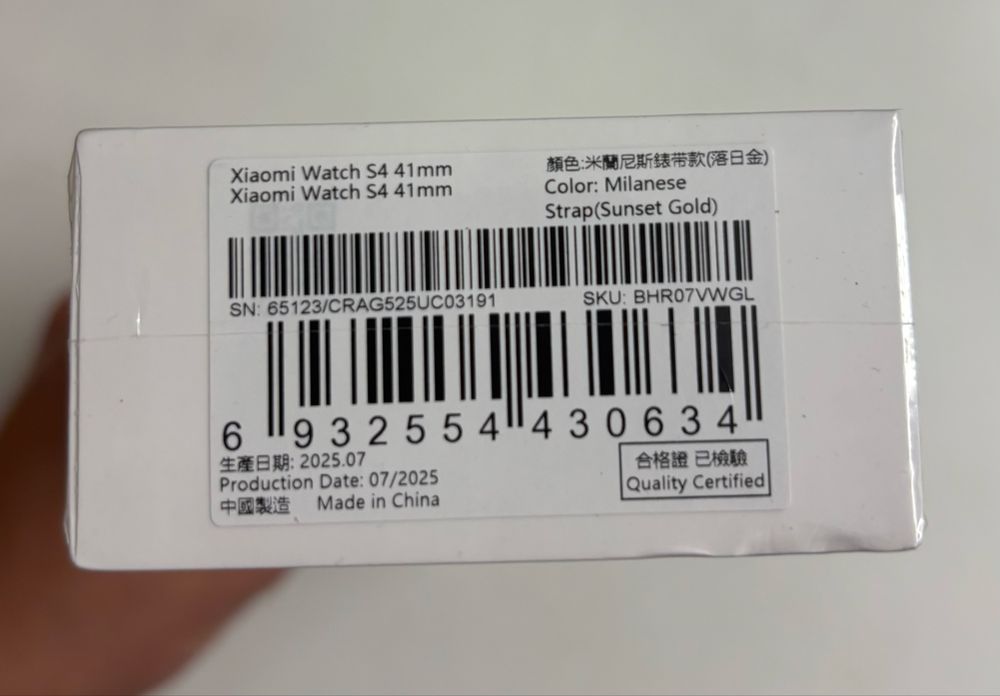 Xiaomi Watch S4 41mm
Xiaomi Watch S4 41mm
顏色:米蘭尼斯錶带款(落日金)
Color: Milanese
Strap(Sunset Gold)
SN: 65123/CRAG525UC03191
SKU: BHR07VWGL
6 932554 430634
生產日期: 2025.07
Production Date: 07/2025
中國製造 Made in China
合格證 已檢驗
Quality Certified